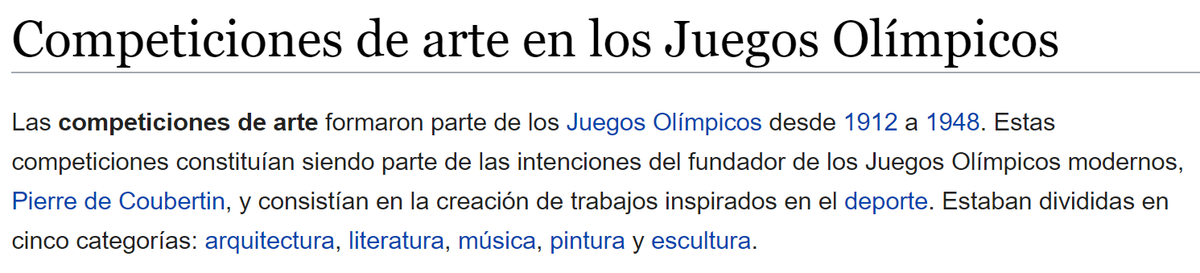 Competiciones de arte en los Juegos Olímpicos
Las competiciones de arte formaron parte de los Juegos Olímpicos desde 1912 a 1948. Estas
competiciones constituían siendo parte de las intenciones del fundador de los Juegos Olímpicos modernos,
Pierre de Coubertin, y consistían en la creación de trabajos inspirados en el deporte. Estaban divididas en
cinco categorías: arquitectura, literatura, música, pintura y escultura.